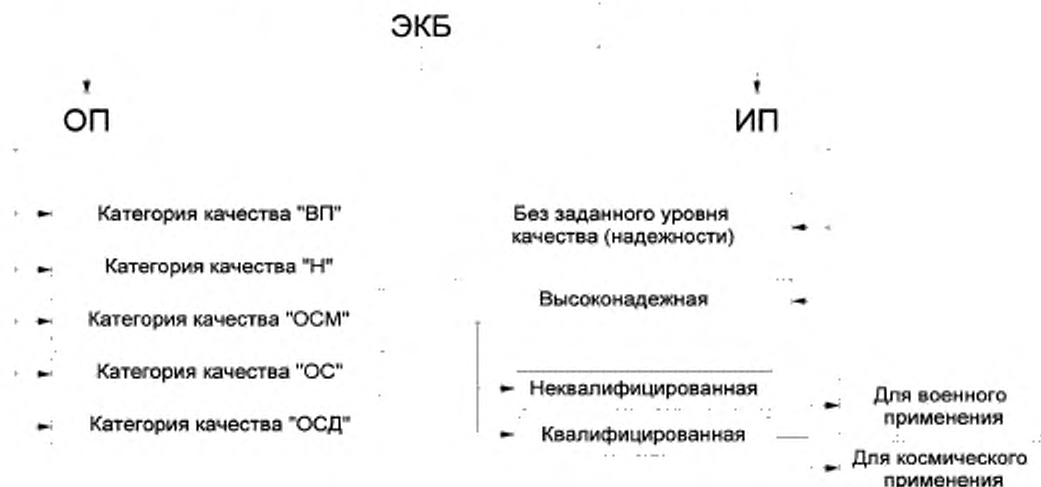 ЭКБ
ОП
ИП
Категория качества "ВП"
Категория качества "Н"
Категория качества "ОСМ"
Категория качества "ОС"
Категория качества "ОСД"
Без заданного уровня
качества (надежности)
Высоконадежная
Неквалифицированная
Квалифицированная
Для военного
применения
Для космического
применения